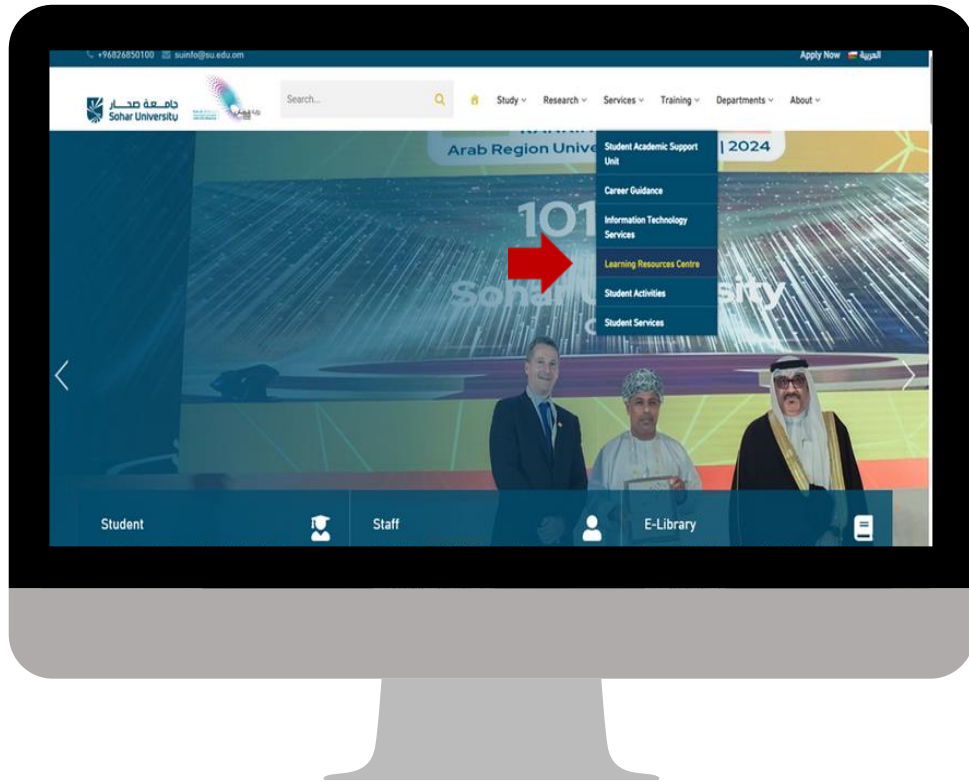 +96826850100 suinfo@su.edu.om Apply Now العربية
جامعة صحار
Sohar University
Search...
Study Research Services Training Departments About
Arab Region Unive | 2024
Student Academic Support
Unit
Career Guidance
Information Technology
Services
Learning Resources Centre
Student Activities
Student Services
101
Sohar U sity
Student
Staff
E-Library